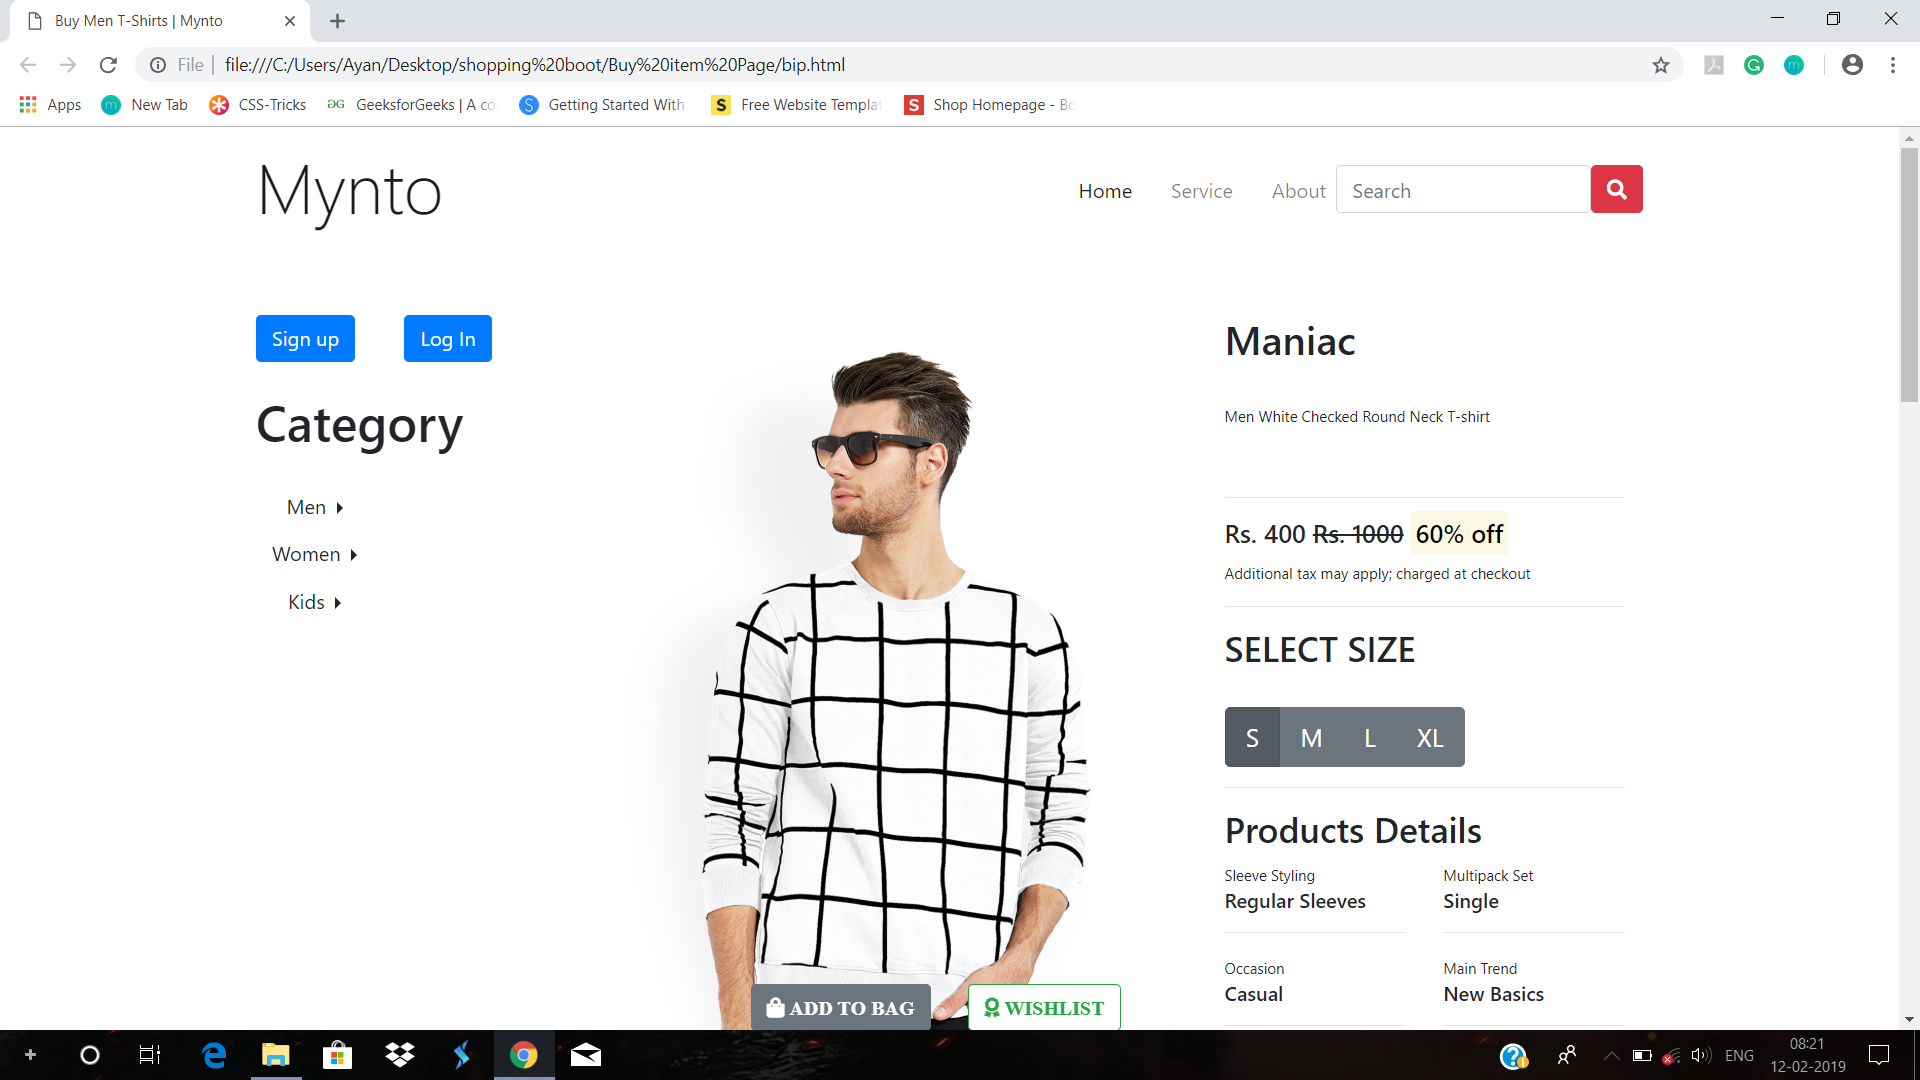 Buy Men T-Shirts | Mynto
File | file:///C:/Users/Ayan/Desktop/shopping%20boot/Buy%20item%20Page/bip.html
Apps New Tab CSS-Tricks GeeksforGeeks | A co Getting Started With Free Website Templat Shop Homepage - Bo
Mynto
Home Service About Search
Sign up Log In
Category
Men
Women
Kids
Maniac
Men White Checked Round Neck T-shirt
Rs. 400 Rs. 1000 60% off
Additional tax may apply; charged at checkout
SELECT SIZE
S M L XL
Products Details
Sleeve Styling
Regular Sleeves
Multipack Set
Single
Occasion
Casual
Main Trend
New Basics
ADD TO BAG WISHLIST
ENG
08:21
12-02-2019